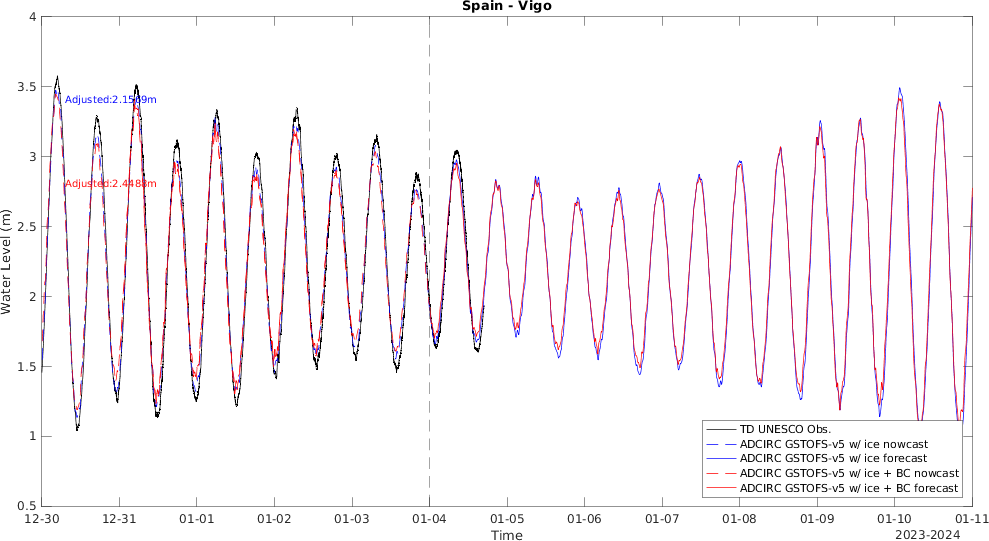 Spain - Vigo
4
3.5
3
2.5
2
1.5
1
0.5
Water Level (m)
Adjusted:2.1569m
Adjusted:2.4488m
TD UNESCO Obs.
ADCIRC GSTOFS-v5 w/ ice nowcast
ADCIRC GSTOFS-v5 w/ ice forecast
ADCIRC GSTOFS-v5 w/ ice + BC nowcast
ADCIRC GSTOFS-v5 w/ ice + BC forecast
12-30 12-31 01-01 01-02 01-03 01-04 01-05 01-06 01-07 01-08 01-09 01-10 01-11
Time
2023-2024